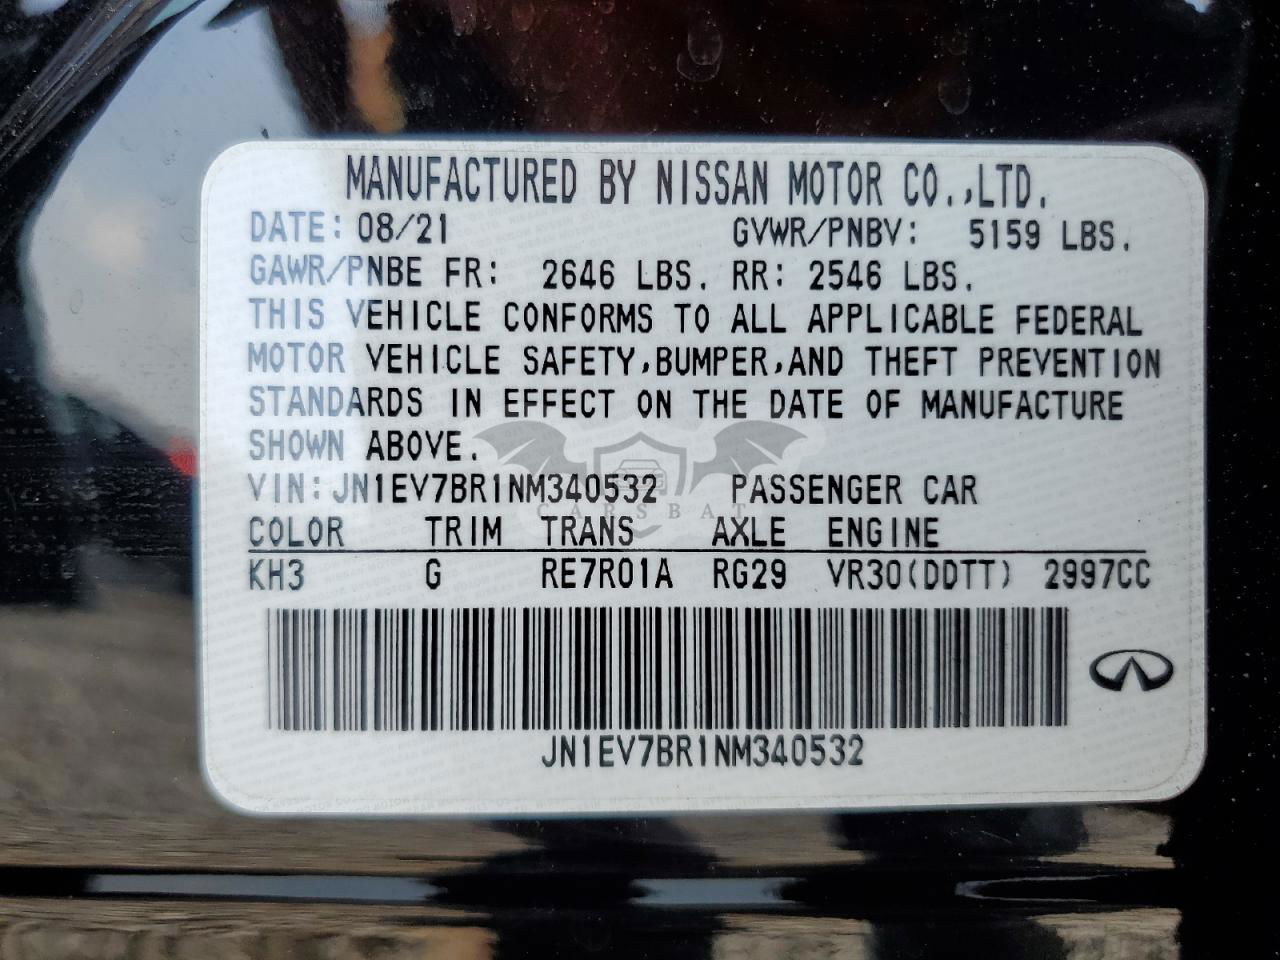 MANUFACTURED BY NISSAN MOTOR CO.,LTD.
DATE: 08/21 GVWR/PNBV: 5159 LBS.
GAWR/PNBE FR: 2646 LBS. RR: 2546 LBS.
THIS VEHICLE CONFORMS TO ALL APPLICABLE FEDERAL
MOTOR VEHICLE SAFETY,BUMPER,AND THEFT PREVENTION
STANDARDS IN EFFECT ON THE DATE OF MANUFACTURE
SHOWN ABOVE.
VIN:JN1EV7BR1NM340532 PASSENGER CAR
CARSBAT
COLOR TRIM TRANS AXLE ENGINE
KH3 G RE7R01A RG29 VR30(DDTT) 2997CC
JN1EV7BR1NM340532